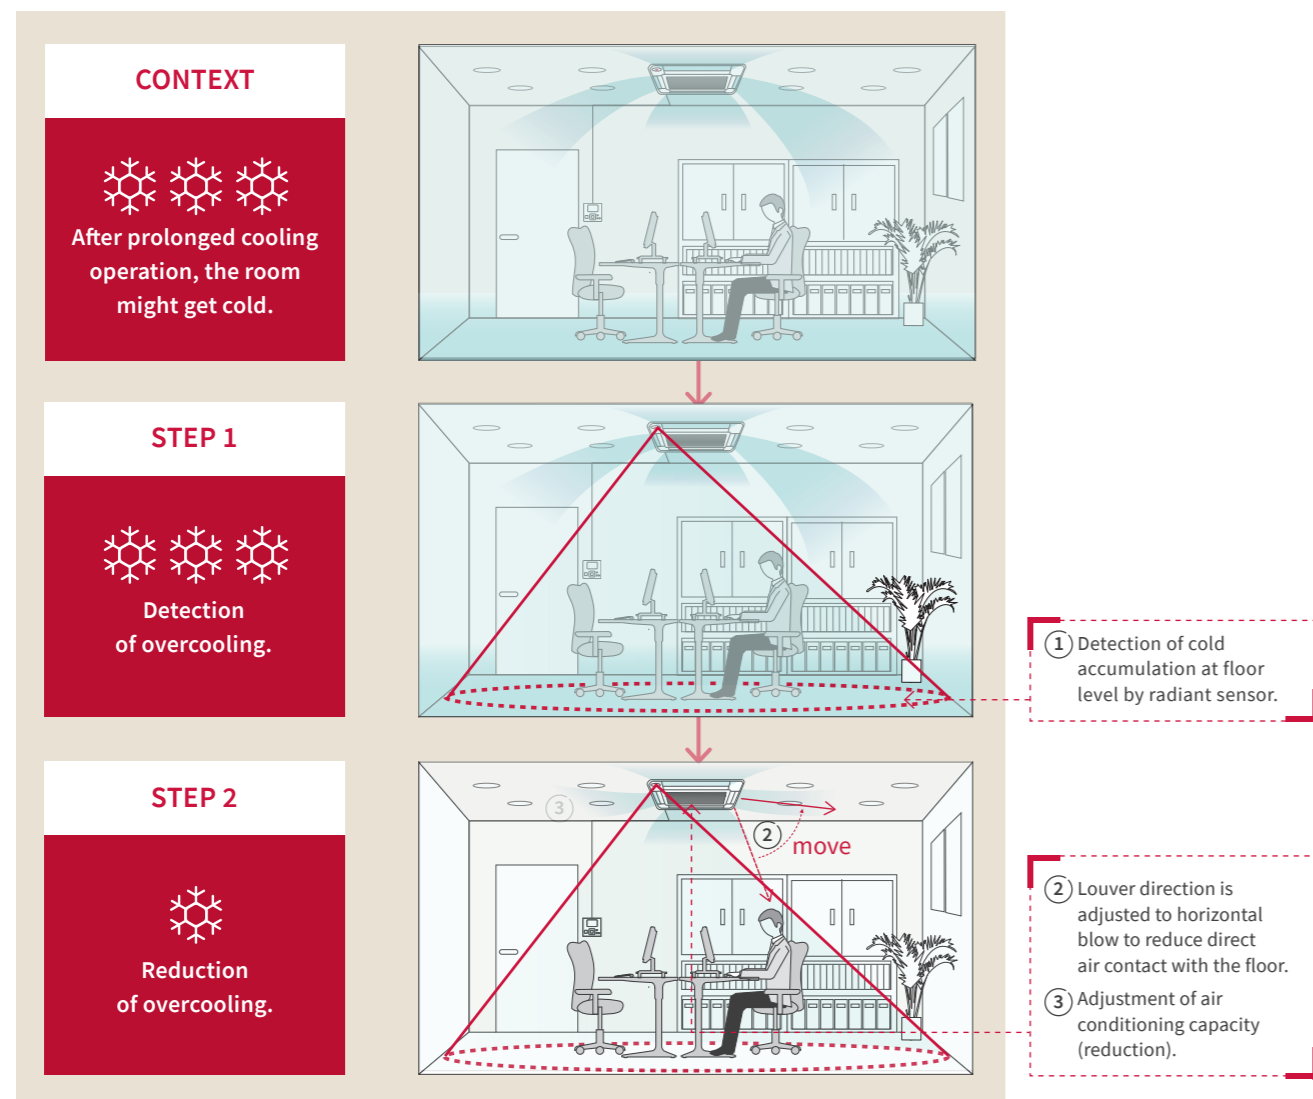 CONTEXT
After prolonged cooling
operation, the room
might get cold.
STEP 1
Detection
of overcooling.
1 Detection of cold
accumulation at floor
level by radiant sensor.
STEP 2
Reduction
of overcooling.
3
2
move
2 Louver direction is
adjusted to horizontal
blow to reduce direct
air contact with the floor.
3 Adjustment of air
conditioning capacity
(reduction).